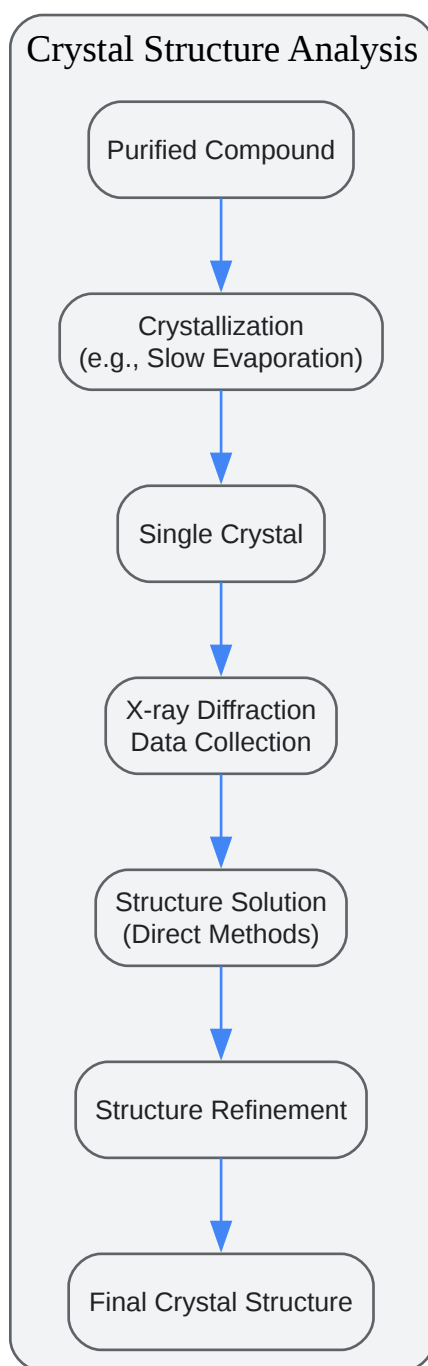 Crystal Structure Analysis
Purified Compound
Crystallization
(e.g., Slow Evaporation)
Single Crystal
X-ray Diffraction
Data Collection
Structure Solution
(Direct Methods)
Structure Refinement
Final Crystal Structure